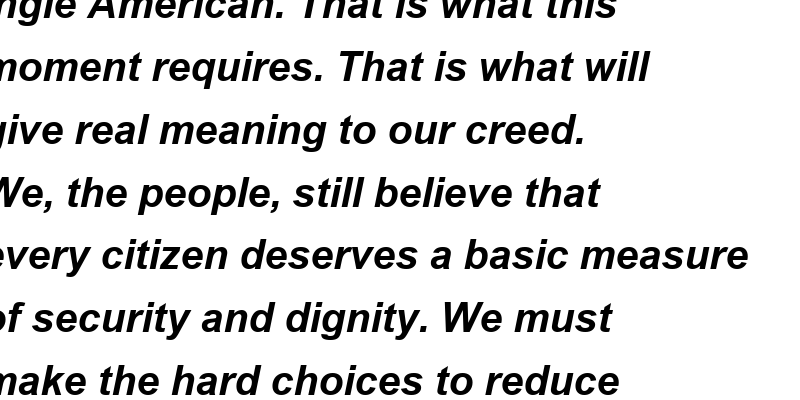 ngle American. That is what this
moment requires. That is what will
give real meaning to our creed.
We, the people, still believe that
every citizen deserves a basic measure
of security and dignity. We must
make the hard choices to reduce